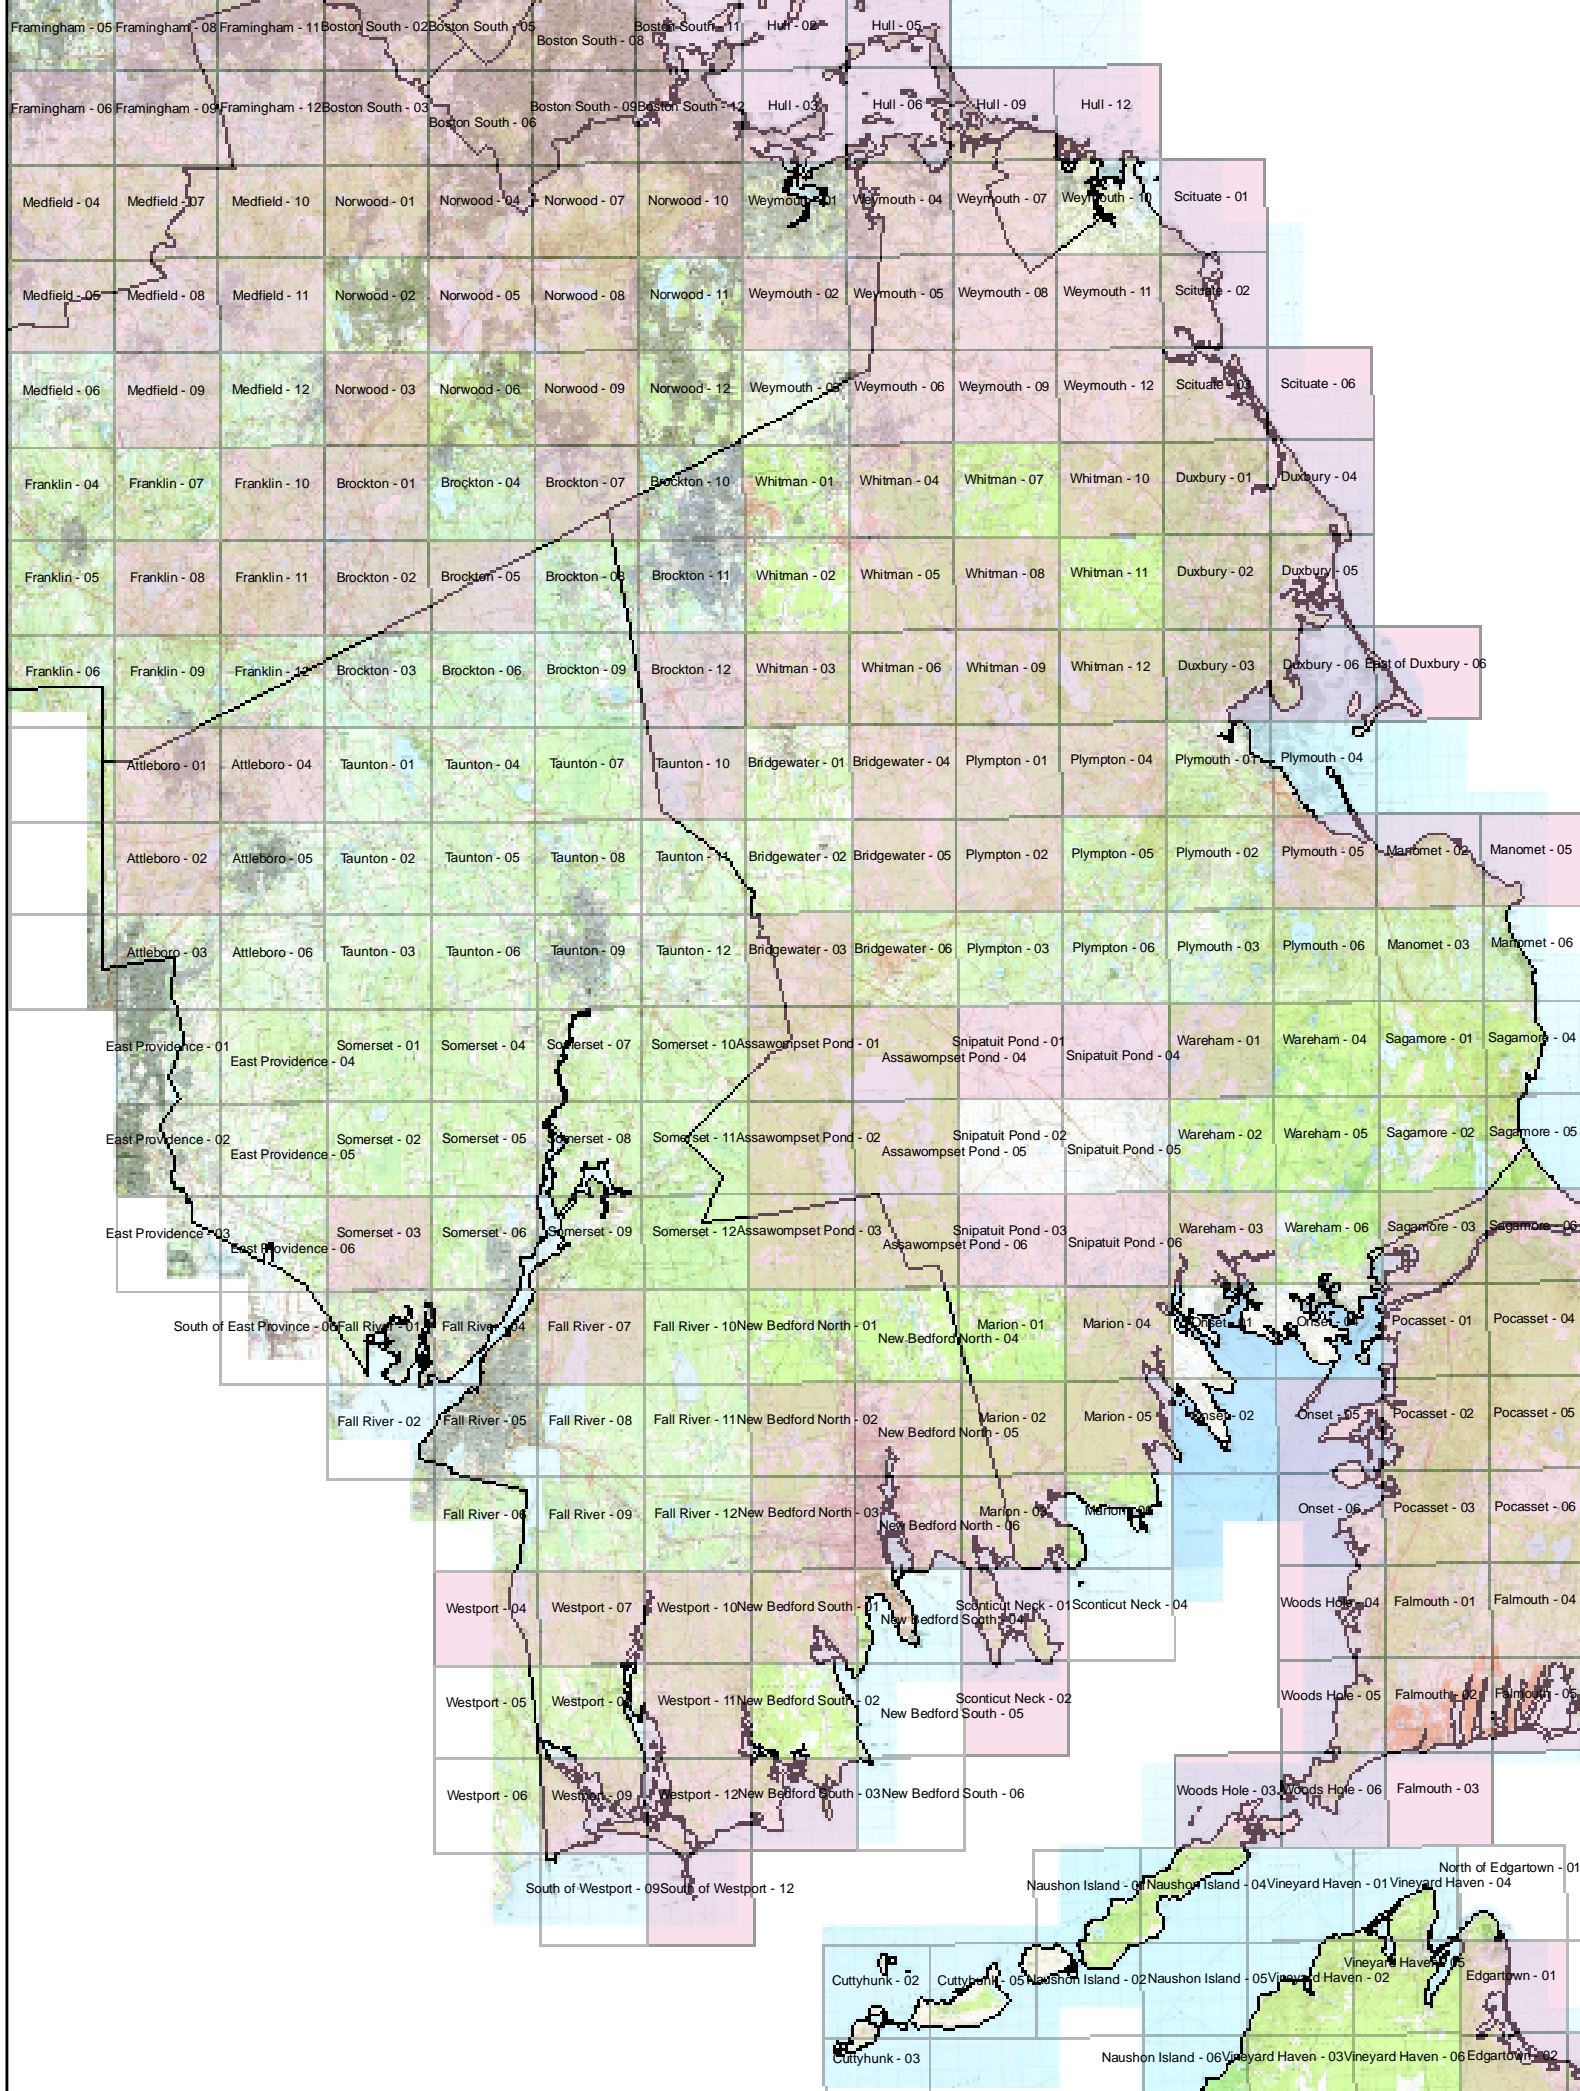 Framingham - 05
Framingham - 08
Framingham - 11
Boston South - 02
Boston South - 05
Boston South - 08
Boston South - 11
Hull - 02
Hull - 05
Framingham - 06
Framingham - 09
Framingham - 12
Boston South - 03
Boston South - 06
Boston South - 09
Boston South - 12
Hull - 03
Hull - 06
Hull - 09
Hull - 12
Medfield - 04
Medfield - 07
Medfield - 10
Norwood - 01
Norwood - 04
Norwood - 07
Norwood - 10
Weymouth - 01
Weymouth - 04
Weymouth - 07
Weymouth - 10
Scituate - 01
Medfield - 05
Medfield - 08
Medfield - 11
Norwood - 02
Norwood - 05
Norwood - 08
Norwood - 11
Weymouth - 02
Weymouth - 05
Weymouth - 08
Weymouth - 11
Scituate - 02
Medfield - 06
Medfield - 09
Medfield - 12
Norwood - 03
Norwood - 06
Norwood - 09
Norwood - 12
Weymouth - 03
Weymouth - 06
Weymouth - 09
Weymouth - 12
Scituate - 03
Scituate - 06
Franklin - 04
Franklin - 07
Franklin - 10
Brockton - 01
Brockton - 04
Brockton - 07
Brockton - 10
Whitman - 01
Whitman - 04
Whitman - 07
Whitman - 10
Duxbury - 01
Duxbury - 04
Franklin - 05
Franklin - 08
Franklin - 11
Brockton - 02
Brockton - 05
Brockton - 08
Brockton - 11
Whitman - 02
Whitman - 05
Whitman - 08
Whitman - 11
Duxbury - 02
Duxbury - 05
Franklin - 06
Franklin - 09
Franklin - 12
Brockton - 03
Brockton - 06
Brockton - 09
Brockton - 12
Whitman - 03
Whitman - 06
Whitman - 09
Whitman - 12
Duxbury - 03
Duxbury - 06
East of Duxbury - 06
Attleboro - 01
Attleboro - 04
Taunton - 01
Taunton - 04
Taunton - 07
Taunton - 10
Bridgewater - 01
Bridgewater - 04
Plympton - 01
Plympton - 04
Plymouth - 01
Plymouth - 04
Attleboro - 02
Attleboro - 05
Taunton - 02
Taunton - 05
Taunton - 08
Taunton - 11
Bridgewater - 02
Bridgewater - 05
Plympton - 02
Plympton - 05
Plymouth - 02
Plymouth - 05
Manomet - 02
Manomet - 05
Attleboro - 03
Attleboro - 06
Taunton - 03
Taunton - 06
Taunton - 09
Taunton - 12
Bridgewater - 03
Bridgewater - 06
Plympton - 03
Plympton - 06
Plymouth - 03
Plymouth - 06
Manomet - 03
Manomet - 06
East Providence - 01
East Providence - 04
Somerset - 01
Somerset - 04
Somerset - 07
Somerset - 10
Assawompset Pond - 01
Assawompset Pond - 04
Snipatuit Pond - 01
Snipatuit Pond - 04
Wareham - 01
Wareham - 04
Sagamore - 01
Sagamore - 04
East Providence - 02
East Providence - 05
Somerset - 02
Somerset - 05
Somerset - 08
Somerset - 11
Assawompset Pond - 02
Assawompset Pond - 05
Snipatuit Pond - 02
Snipatuit Pond - 05
Wareham - 02
Wareham - 05
Sagamore - 02
Sagamore - 05
East Providence - 03
East Providence - 06
Somerset - 03
Somerset - 06
Somerset - 09
Somerset - 12
Assawompset Pond - 03
Assawompset Pond - 06
Snipatuit Pond - 03
Snipatuit Pond - 06
Wareham - 03
Wareham - 06
Sagamore - 03
Sagamore - 06
South of East Province - 06
Fall River - 01
Fall River - 04
Fall River - 07
Fall River - 10
New Bedford North - 01
New Bedford North - 04
Marion - 01
Marion - 04
Onset - 01
Onset - 04
Pocasset - 01
Pocasset - 04
Fall River - 02
Fall River - 05
Fall River - 08
Fall River - 11
New Bedford North - 02
New Bedford North - 05
Marion - 02
Marion - 05
Onset - 02
Onset - 05
Pocasset - 02
Pocasset - 05
Fall River - 06
Fall River - 09
Fall River - 12
New Bedford North - 03
New Bedford North - 06
Marion - 03
Marion - 06
Onset - 06
Pocasset - 03
Pocasset - 06
Westport - 04
Westport - 07
Westport - 10
New Bedford South - 01
New Bedford South - 04
Sconticut Neck - 01
Sconticut Neck - 04
Woods Hole - 04
Falmouth - 01
Falmouth - 04
Westport - 05
Westport - 08
Westport - 11
New Bedford South - 02
New Bedford South - 05
Sconticut Neck - 02
Woods Hole - 05
Falmouth - 02
Falmouth - 05
Westport - 06
Westport - 09
Westport - 12
New Bedford South - 03
New Bedford South - 06
Woods Hole - 03
Woods Hole - 06
Falmouth - 03
South of Westport - 09
South of Westport - 12
Naushon Island - 01
Naushon Island - 04
Vineyard Haven - 01
Vineyard Haven - 04
North of Edgartown - 01
Cuttyhunk - 02
Cuttyhunk - 05
Naushon Island - 02
Naushon Island - 05
Vineyard Haven - 02
Vineyard Haven - 05
Edgartown - 01
Cuttyhunk - 03
Naushon Island - 06
Vineyard Haven - 03
Vineyard Haven - 06
Edgartown - 02